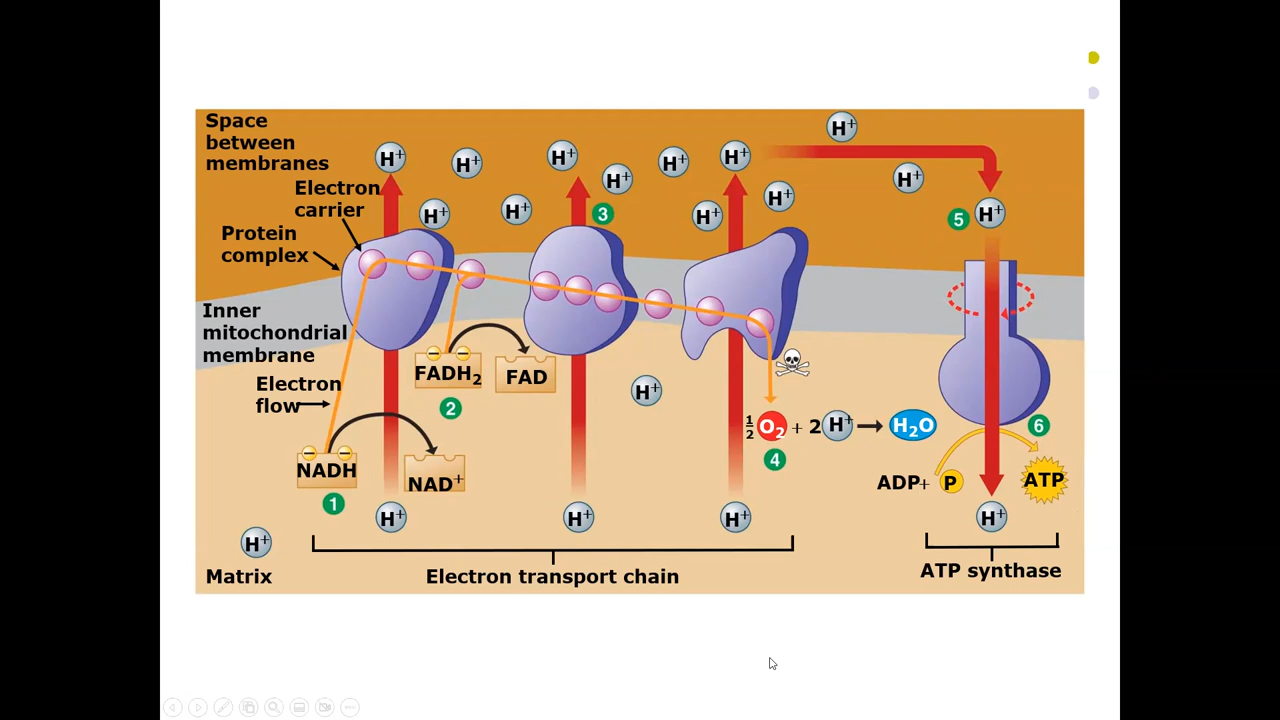 Space
between
membranes
H⁺
H⁺
H⁺
H⁺
H⁺
H⁺
H⁺
H⁺
H⁺
H⁺
H⁺
H⁺
Electron
carrier
3
5
H⁺
Protein
complex
Inner
mitochondrial
membrane
FADH₂
FAD
2
H⁺
Electron
flow
½ O₂ + 2 H⁺ → H₂O
4
6
NADH
NAD⁺
1
ADP+ P
ATP
H⁺
H⁺
H⁺
H⁺
H⁺
Matrix
Electron transport chain
ATP synthase